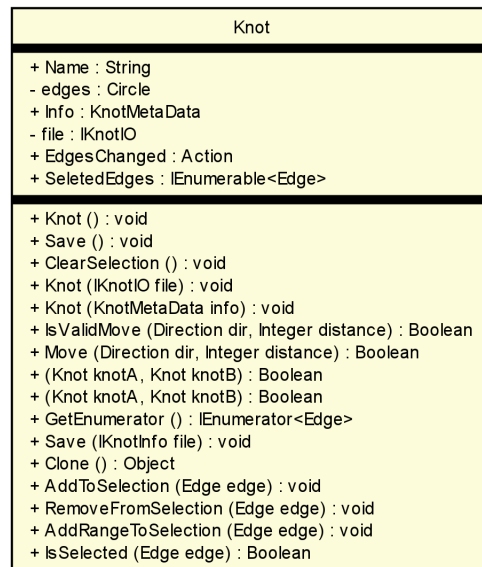 Knot
+ Name : String
- edges : Circle
+ Info : KnotMetaData
- file : IKnotIO
+ EdgesChanged : Action
+ SeletedEdges : IEnumerable<Edge>
+ Knot () : void
+ Save () : void
+ ClearSelection () : void
+ Knot (IKnotIO file) : void
+ Knot (KnotMetaData info) : void
+ IsValidMove (Direction dir, Integer distance) : Boolean
+ Move (Direction dir, Integer distance) : Boolean
+ (Knot knotA, Knot knotB) : Boolean
+ (Knot knotA, Knot knotB) : Boolean
+ GetEnumerator () : IEnumerator<Edge>
+ Save (IKnotInfo file) : void
+ Clone () : Object
+ AddToSelection (Edge edge) : void
+ RemoveFromSelection (Edge edge) : void
+ AddRangeToSelection (Edge edge) : void
+ IsSelected (Edge edge) : Boolean